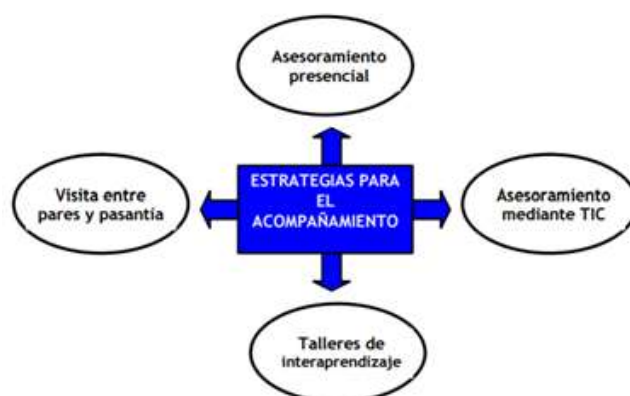 Asesoramiento
presencial
Visita entre
pares y pasantía
ESTRATEGIAS PARA
EL
ACOMPAÑAMIENTO
Asesoramiento
mediante TIC
Talleres de
interaprendizaje